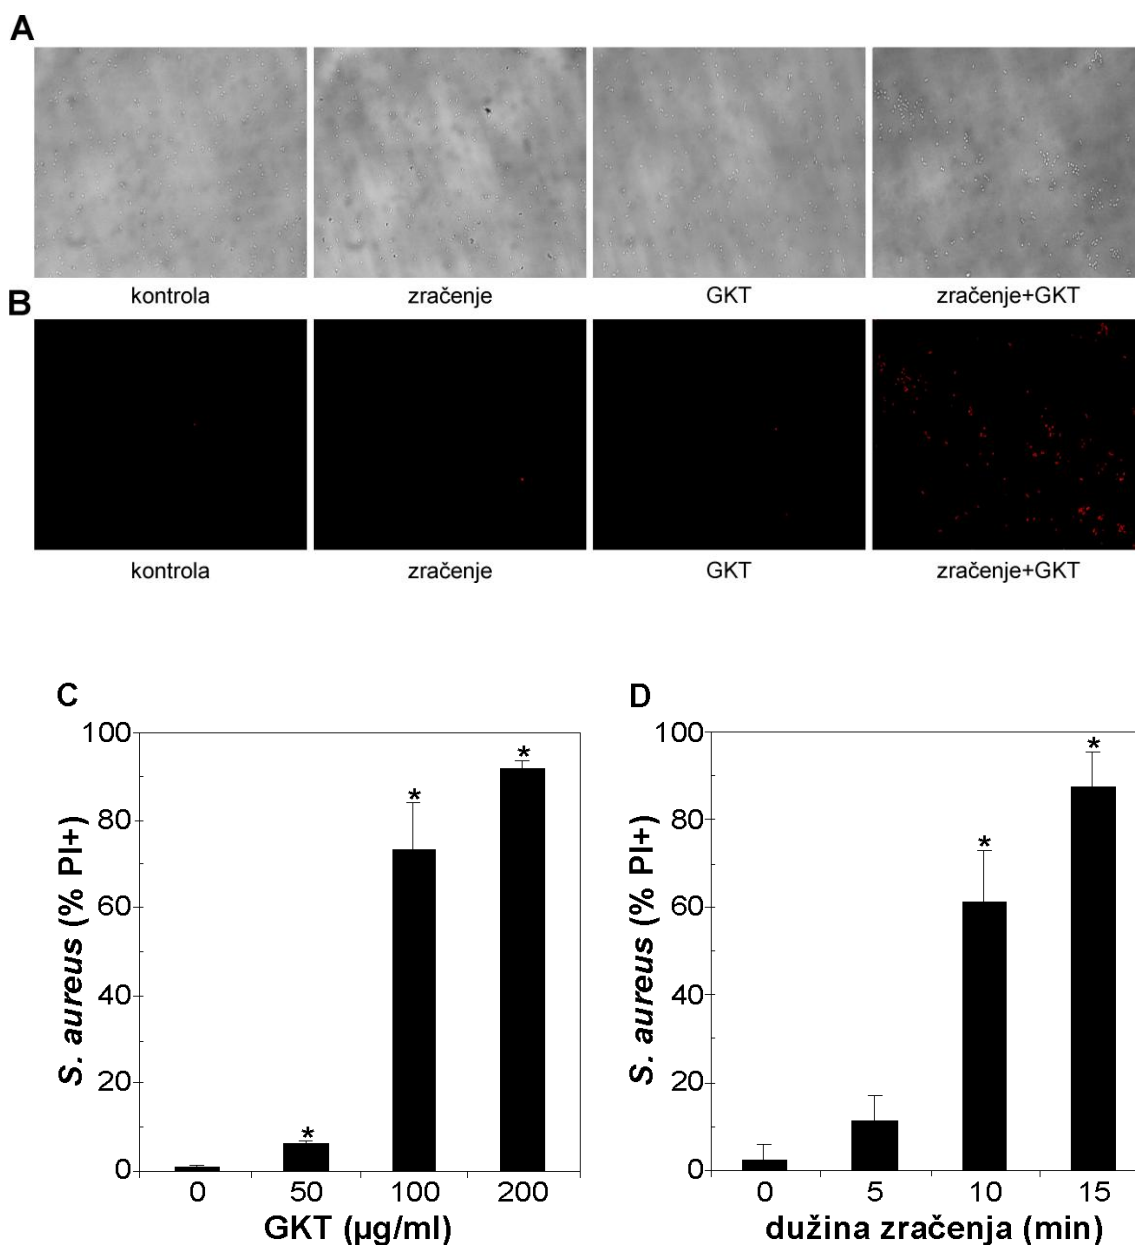 A
kontrola zračenje GKT zračenje+GKT
B
kontrola zračenje GKT zračenje+GKT
C
100
80
60
40
20
0
S. aureus (% PI+)
* * *
0 50 100 200
GKT (µg/ml)
D
100
80
60
40
20
0
S. aureus (% PI+)
* *
0 5 10 15
dužina zračenja (min)